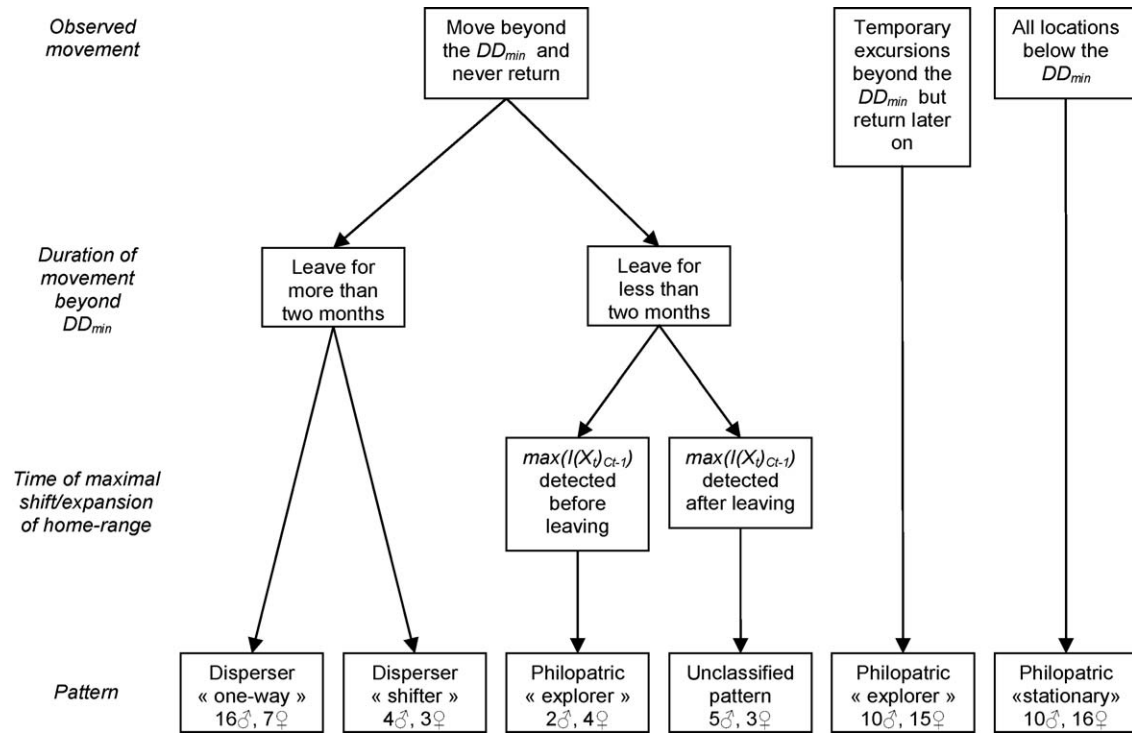 Observed
movement
Move beyond
the DDmin and
never return
Temporary
excursions
beyond the
DDmin but
return later
on
All locations
below the
DDmin
Duration of
movement
beyond
DDmin
Leave for
more than
two months
Leave for
less than
two months
Time of maximal
shift/expansion
of home-range
max(I(Xt)Ct-1)
detected
before
leaving
max(I(Xt)Ct-1)
detected
after leaving
Pattern
Disperser
« one-way »
16♂, 7♀
Disperser
« shifter »
4♂, 3♀
Philopatric
« explorer »
2♂, 4♀
Unclassified
pattern
5♂, 3♀
Philopatric
« explorer »
10♂, 15♀
Philopatric
«stationary»
10♂, 16♀